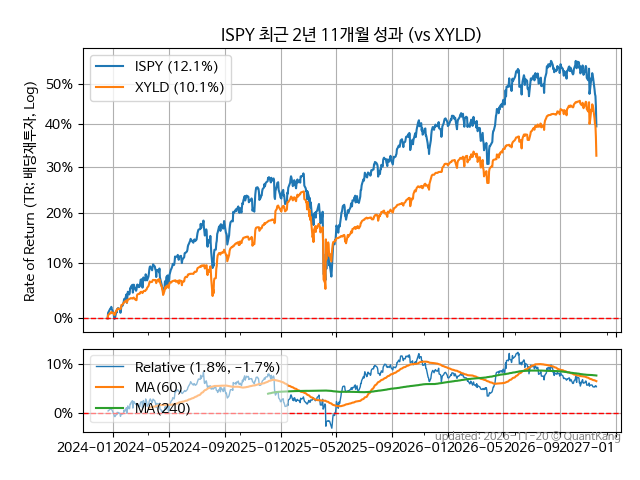 ISPY 최근 2년 11개월 성과 (vs XYLD)
ISPY (12.1%)
XYLD (10.1%)
Rate of Return (TR: 배당재투자, Log)
50%
40%
30%
20%
10%
0%
Relative (1.8%, -1.7%)
MA(60)
MA(240)
10%
0%
2024-01 2024-05 2024-09 2025-01 2025-05 2025-09 2026-01 2026-05 2026-09 2027-01
updated: 2026-11-20 © QuantKang